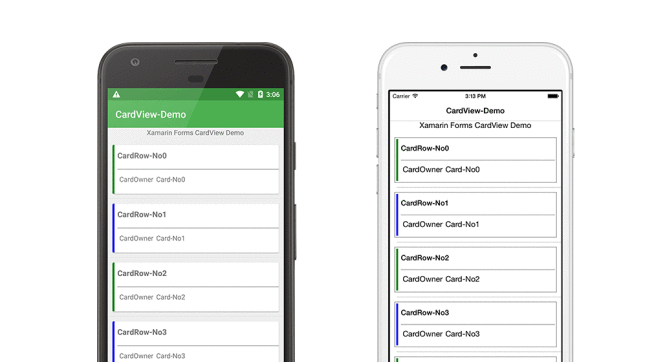 3:06
CardView-Demo
Xamarin Forms CardView Demo
CardRow-No0
CardOwner Card-No0
CardRow-No1
CardOwner Card-No1
CardRow-No2
CardOwner Card-No2
CardRow-No3
CardOwner Card-No3
Carrier 3:13 PM
CardView-Demo
Xamarin Forms CardView Demo
CardRow-No0
CardOwner Card-No0
CardRow-No1
CardOwner Card-No1
CardRow-No2
CardOwner Card-No2
CardRow-No3
CardOwner Card-No3